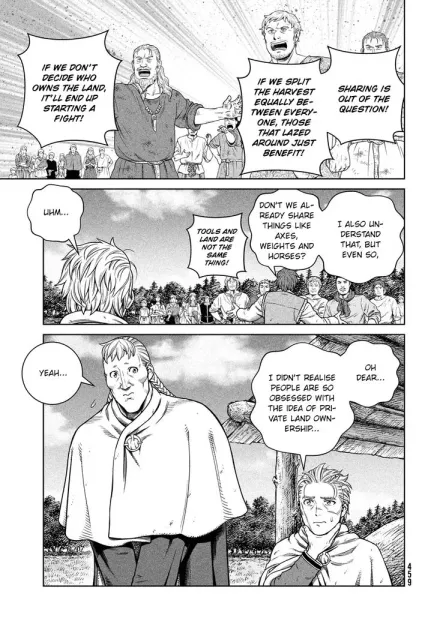 SHARING IS
OUT OF THE
QUESTION!
IF WE SPLIT
THE HARVEST
EQUALLY BE-
TWEEN EVERY-
ONE, THOSE
THAT LAZED
AROUND JUST
BENEFIT!
IF WE DON'T
DECIDE WHO
OWNS THE LAND,
IT'LL END UP
STARTING A
FIGHT!
I ALSO UN-
DERSTAND
THAT, BUT
EVEN SO,
DON'T WE AL-
READY SHARE
THINGS LIKE
AXES,
WEIGHTS AND
HORSES?
TOOLS AND
LAND ARE
NOT THE
SAME
THING!
UHM...
OH
DEAR...
I DIDN'T REALISE
PEOPLE ARE SO
OBSESSED WITH
THE IDEA OF PRI-
VATE LAND OWN-
ERSHIP...
YEAH...
459